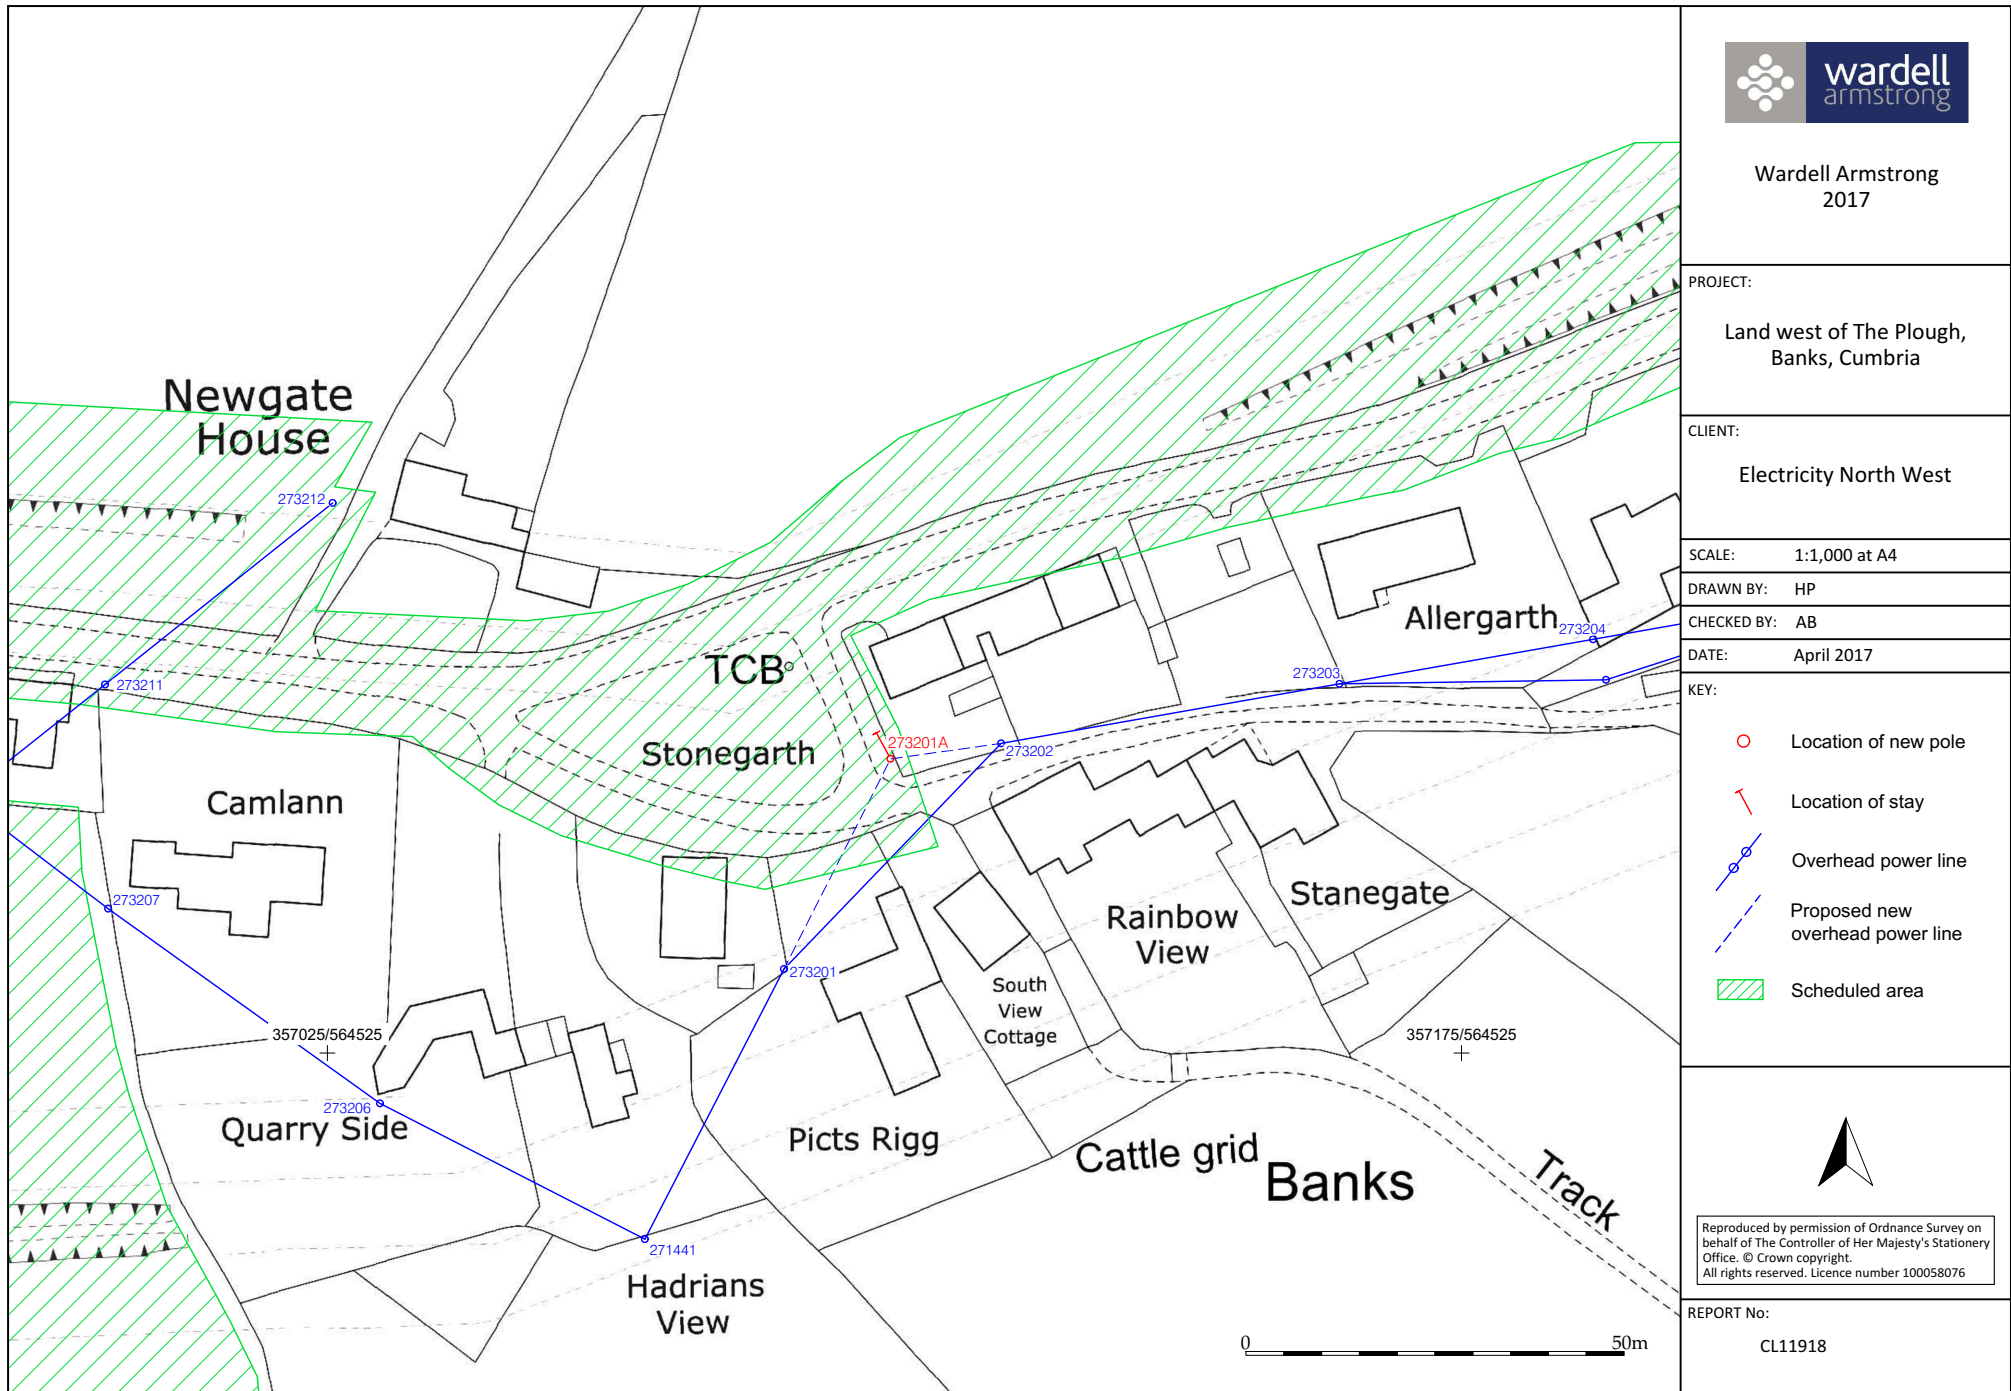 Newgate
House
273212
273211
TCB
Stonegarth
273201A
273202
273203
Allergarth
273204
Camlann
273207
273201
Rainbow
View
Stanegate
South
View
Cottage
357025/564525
357175/564525
273206
Quarry Side
Picts Rigg
Cattle grid
Banks
Track
271441
Hadrians
View
0
50m
wardell
armstrong
Wardell Armstrong
2017
PROJECT:
Land west of The Plough,
Banks, Cumbria
CLIENT:
Electricity North West
SCALE: 1:1,000 at A4
DRAWN BY: HP
CHECKED BY: AB
DATE: April 2017
KEY:
Location of new pole
Location of stay
Overhead power line
Proposed new
overhead power line
Scheduled area
Reproduced by permission of Ordnance Survey on
behalf of The Controller of Her Majesty's Stationery
Office. © Crown copyright.
All rights reserved. Licence number 100058076
REPORT No:
CL11918